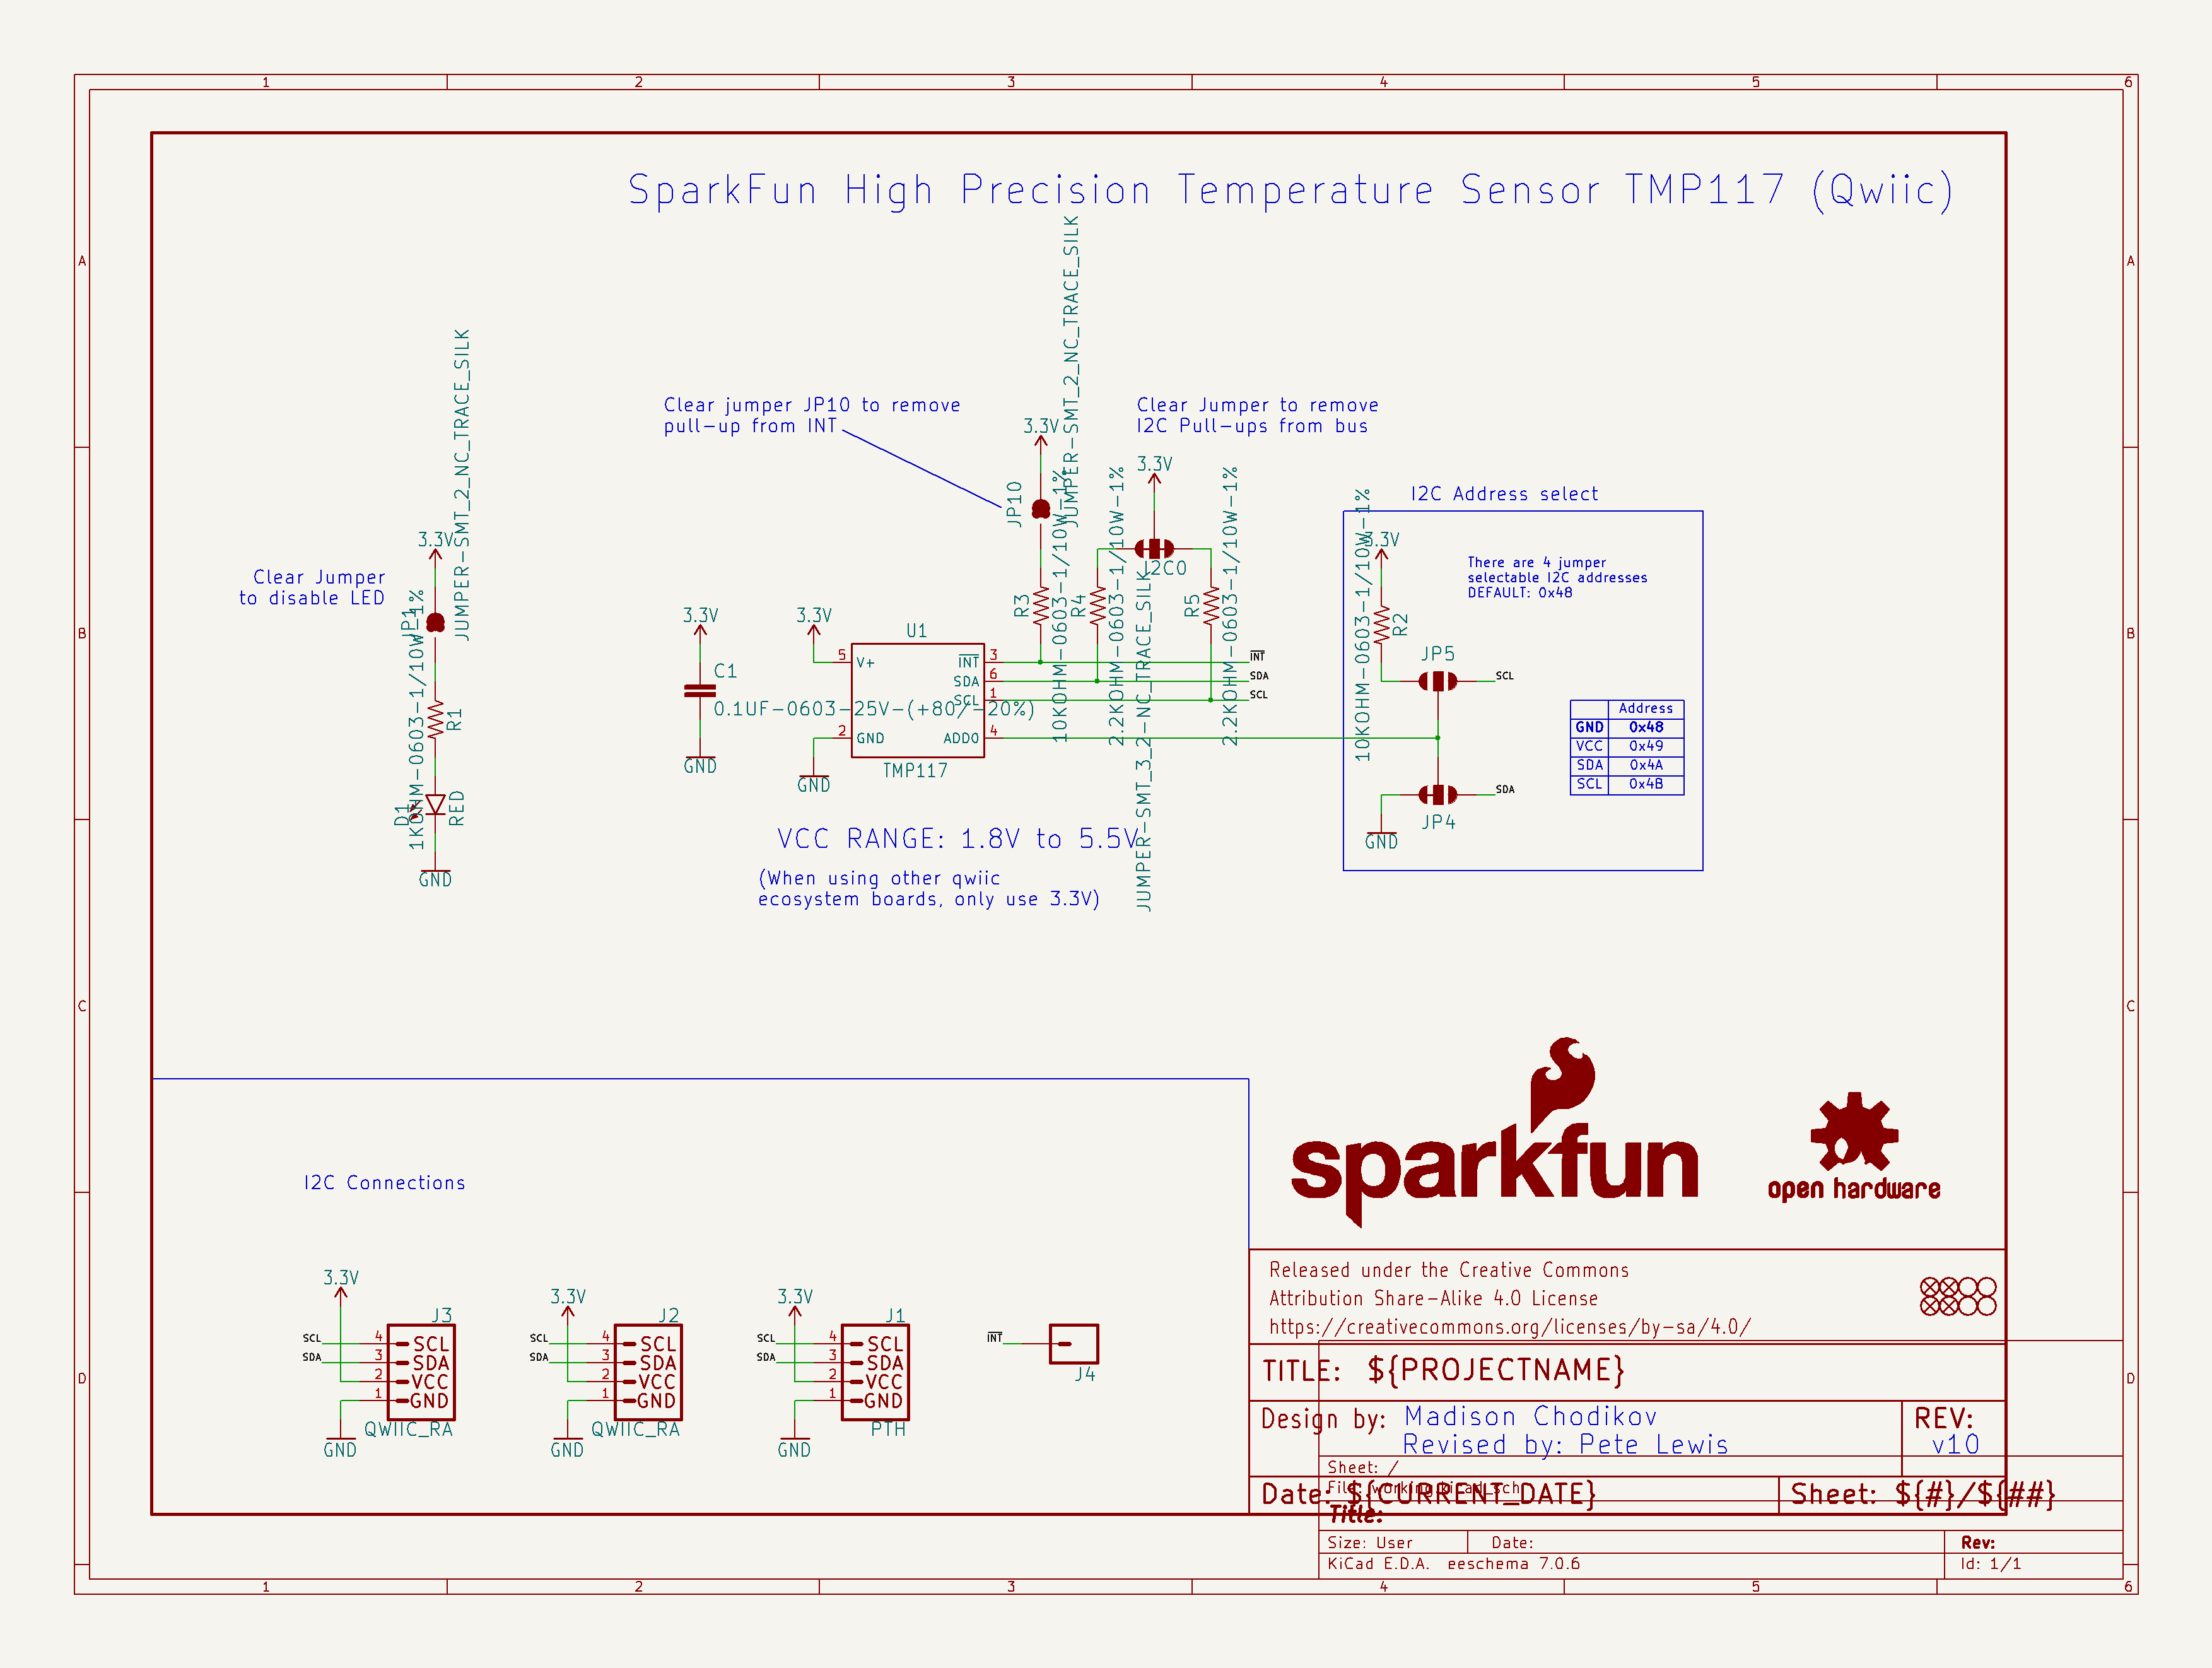 1 2 3 4 5 6
A
B
C
D
A
B
C
D
SparkFun High Precision Temperature Sensor TMP117 (Qwiic)
Clear Jumper
to disable LED
3.3V
JP1
JUMPER-SMT_2_NC_TRACE_SILK
R1
1KOHM-0603-1/10W-1%
D1
RED
GND
3.3V
C1
0.1UF-0603-25V-(+80/-20%)
GND
3.3V
GND
U1
5 V+
2 GND
INT 3
SDA 6
SCL 1
ADD0 4
TMP117
Clear jumper JP10 to remove
pull-up from INT
3.3V
JP10
JUMPER-SMT_2_NC_TRACE_SILK
R3
10KOHM-0603-1/10W-1%
Clear Jumper to remove
I2C Pull-ups from bus
3.3V
I2C0
JUMPER-SMT_3_2-NC_TRACE_SILK
R4
2.2KOHM-0603-1/10W-1%
R5
2.2KOHM-0603-1/10W-1%
INT
SDA
SCL
VCC RANGE: 1.8V to 5.5V
(When using other qwiic
ecosystem boards, only use 3.3V)
I2C Address select
3.3V
R2
10KOHM-0603-1/10W-1%
There are 4 jumper
selectable I2C addresses
DEFAULT: 0x48
JP5
SCL
JP4
SDA
GND
Address
GND 0x48
VCC 0x49
SDA 0x4A
SCL 0x4B
I2C Connections
3.3V
J3
SCL 4 SCL
SDA 3 SDA
2 VCC
1 GND
QWIIC_RA
GND
3.3V
J2
SCL 4 SCL
SDA 3 SDA
2 VCC
1 GND
QWIIC_RA
GND
3.3V
J1
SCL 4 SCL
SDA 3 SDA
2 VCC
1 GND
PTH
GND
INT
J4
sparkfun
open hardware
Released under the Creative Commons
Attribution Share-Alike 4.0 License
https://creativecommons.org/licenses/by-sa/4.0/
TITLE: ${PROJECTNAME}
Design by: Madison Chodikov
Revised by: Pete Lewis
REV:
v10
Date: ${CURRENT_DATE}
Sheet: ${#}/${##}
Sheet: /
File: working.kicad_sch
Title:
Size: User Date: Rev:
KiCad E.D.A. eeschema 7.0.6 Id: 1/1
1 2 3 4 5 6